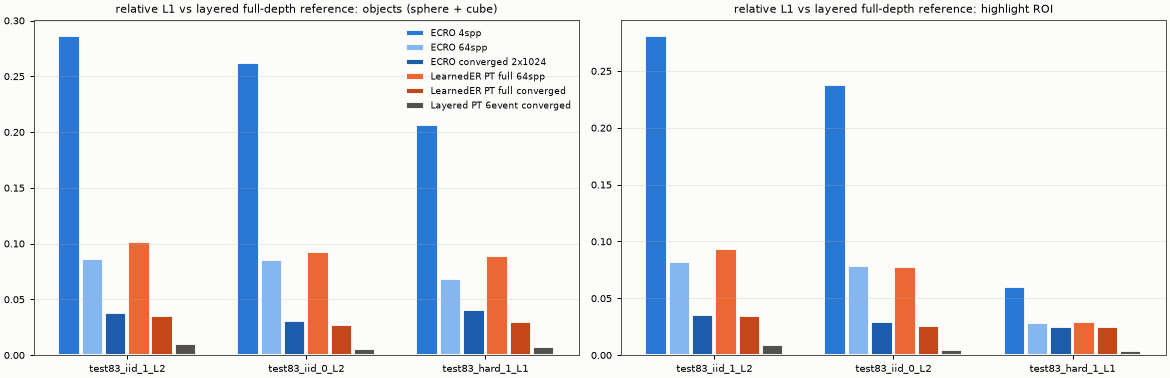 relative L1 vs layered full-depth reference: objects (sphere + cube)
0.30
0.25
0.20
0.15
0.10
0.05
0.00
ECRO 4spp
ECRO 64spp
ECRO converged 2x1024
LearnedER PT full 64spp
LearnedER PT full converged
Layered PT 6event converged
test83_iid_1_L2
test83_iid_0_L2
test83_hard_1_L1
relative L1 vs layered full-depth reference: highlight ROI
0.25
0.20
0.15
0.10
0.05
0.00
test83_iid_1_L2
test83_iid_0_L2
test83_hard_1_L1